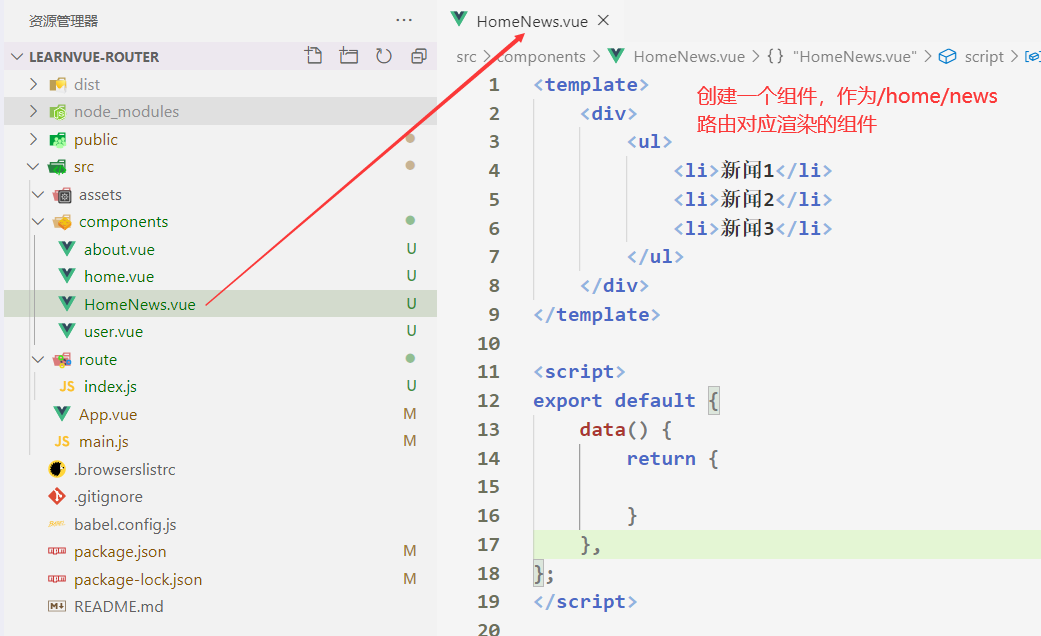 资源管理器
LEARNVUE-ROUTER
dist
node_modules
public
src
assets
components
about.vue U
home.vue U
HomeNews.vue U
user.vue U
route
JS index.js U
App.vue M
JS main.js M
.browserslistrc
.gitignore
babel.config.js
package.json M
package-lock.json M
README.md
HomeNews.vue
src > components > HomeNews.vue > {} "HomeNews.vue" > script >
创建一个组件，作为/home/news
路由对应渲染的组件
1 <template>
2 <div>
3 <ul>
4 <li>新闻1</li>
5 <li>新闻2</li>
6 <li>新闻3</li>
7 </ul>
8 </div>
9 </template>
10
11 <script>
12 export default {
13 data() {
14 return {
15
16 }
17 },
18 };
19 </script>
20